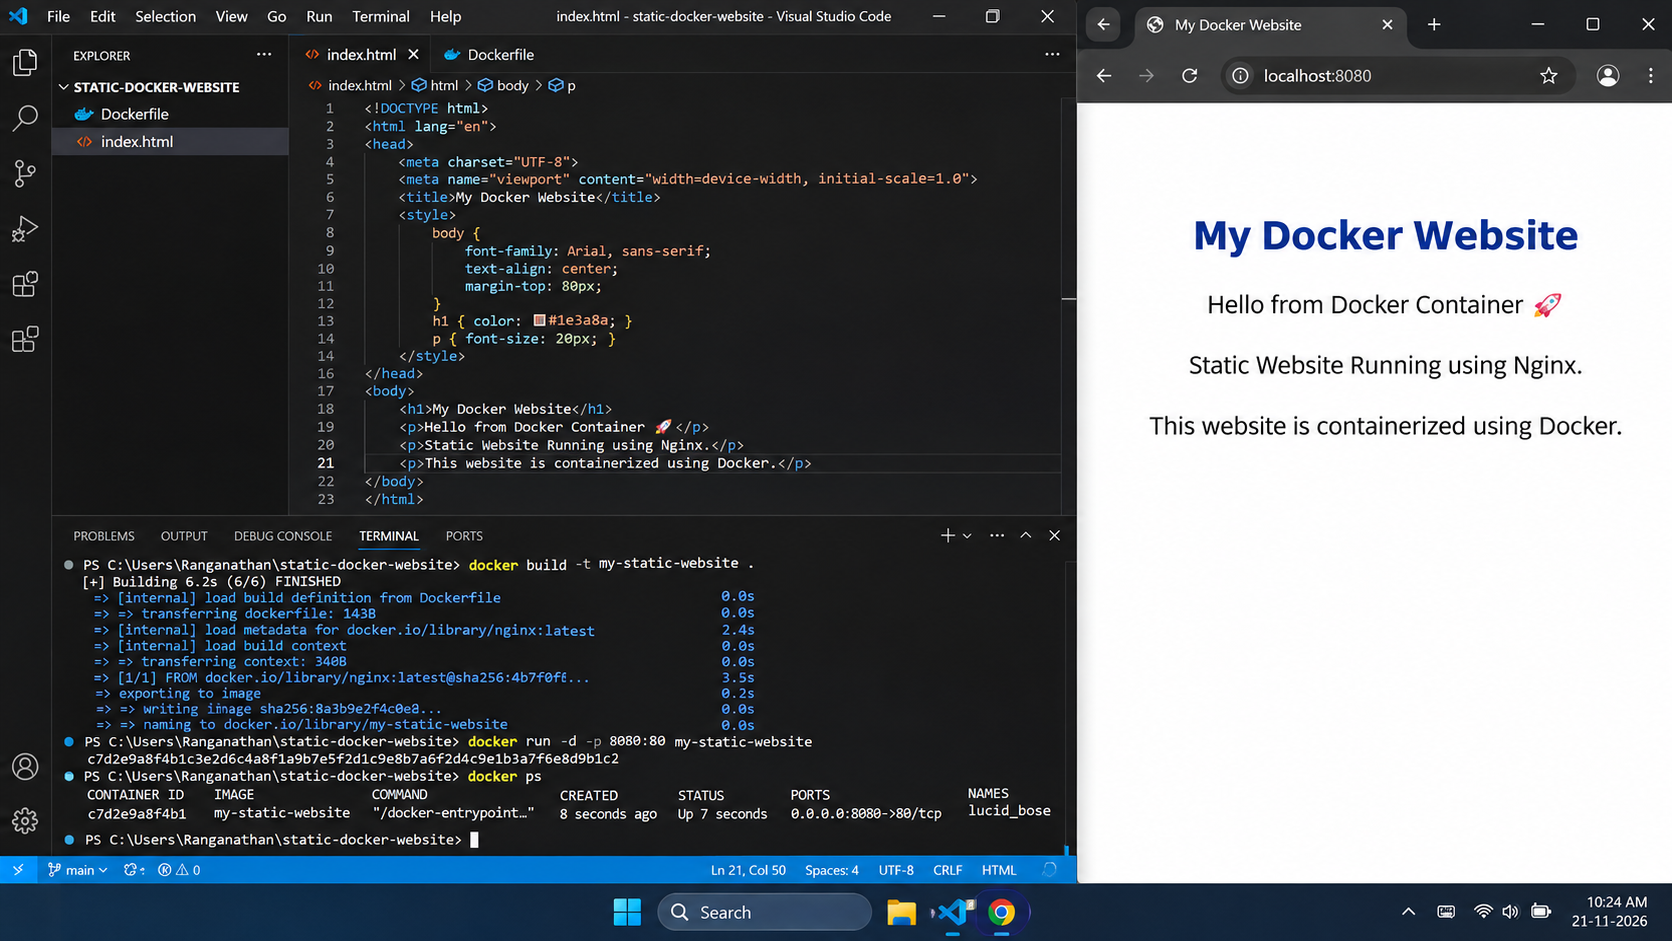 File Edit Selection View Go Run Terminal Help
index.html - static-docker-website - Visual Studio Code
EXPLORER
STATIC-DOCKER-WEBSITE
Dockerfile
index.html
index.html Dockerfile
index.html > html > body > p
1 <!DOCTYPE html>
2 <html lang="en">
3 <head>
4 <meta charset="UTF-8">
5 <meta name="viewport" content="width=device-width, initial-scale=1.0">
6 <title>My Docker Website</title>
7 <style>
8 body {
9 font-family: Arial, sans-serif;
10 text-align: center;
11 margin-top: 80px;
12 }
13 h1 { color: #1e3a8a; }
14 p { font-size: 20px; }
14 </style>
16 </head>
17 <body>
18 <h1>My Docker Website</h1>
19 <p>Hello from Docker Container 🚀</p>
20 <p>Static Website Running using Nginx.</p>
21 <p>This website is containerized using Docker.</p>
22 </body>
23 </html>
PROBLEMS OUTPUT DEBUG CONSOLE TERMINAL PORTS
PS C:\Users\Ranganathan\static-docker-website> docker build -t my-static-website .
[+] Building 6.2s (6/6) FINISHED
=> [internal] load build definition from Dockerfile 0.0s
=> => transferring dockerfile: 143B 0.0s
=> [internal] load metadata for docker.io/library/nginx:latest 2.4s
=> [internal] load build context 0.0s
=> => transferring context: 340B 0.0s
=> [1/1] FROM docker.io/library/nginx:latest@sha256:4b7f0f6... 3.5s
=> exporting to image 0.2s
=> => writing image sha256:8a3b9e2f4c0e8... 0.0s
=> => naming to docker.io/library/my-static-website 0.0s
PS C:\Users\Ranganathan\static-docker-website> docker run -d -p 8080:80 my-static-website
c7d2e9a8f4b1c3e2d6c4a8f1a9b7e5f2d1c9e8b7a6f2d4c9e1b3a7f6e8d9b1c2
PS C:\Users\Ranganathan\static-docker-website> docker ps
CONTAINER ID IMAGE COMMAND CREATED STATUS PORTS NAMES
c7d2e9a8f4b1 my-static-website "/docker-entrypoint…" 8 seconds ago Up 7 seconds 0.0.0.0:8080->80/tcp lucid_bose
PS C:\Users\Ranganathan\static-docker-website>
main 0 Ln 21, Col 50 Spaces: 4 UTF-8 CRLF HTML
My Docker Website
localhost:8080
My Docker Website
Hello from Docker Container 🚀
Static Website Running using Nginx.
This website is containerized using Docker.
Search
10:24 AM
21-11-2026